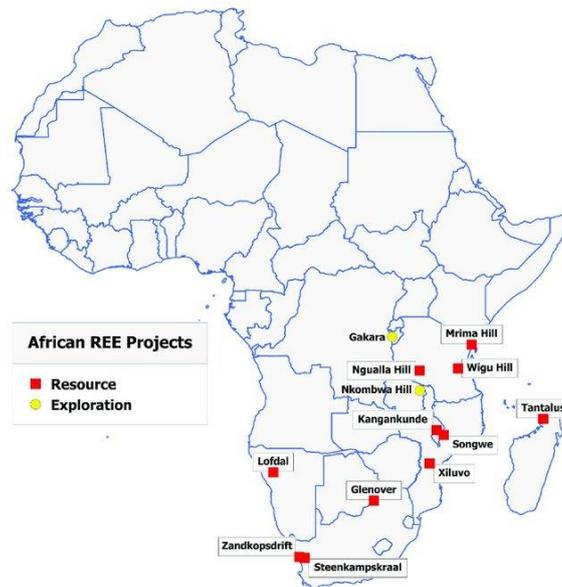 African REE Projects
Resource
Exploration
Gakara
Mrima Hill
Ngualla Hill
Wigu Hill
Nkombwa Hill
Tantalus
Kangankunde
Songwe
Xiluvo
Lofdal
Glenover
Zandkopsdrift
Steenkampskraal